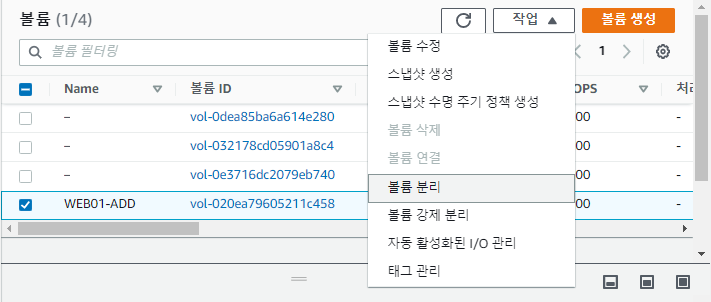 볼륨 (1/4)
작업
볼륨 생성
볼륨 필터링
1
볼륨 수정
스냅샷 생성
스냅샷 수명 주기 정책 생성
볼륨 삭제
볼륨 연결
볼륨 분리
볼륨 강제 분리
자동 활성화된 I/O 관리
태그 관리
Name 볼륨 ID OPS 처리
– vol-0dea85ba6a614e280 00 -
– vol-032178cd05901a8c4 00 -
– vol-0e3716dc2079eb740 00 -
WEB01-ADD vol-020ea79605211c458 00 -